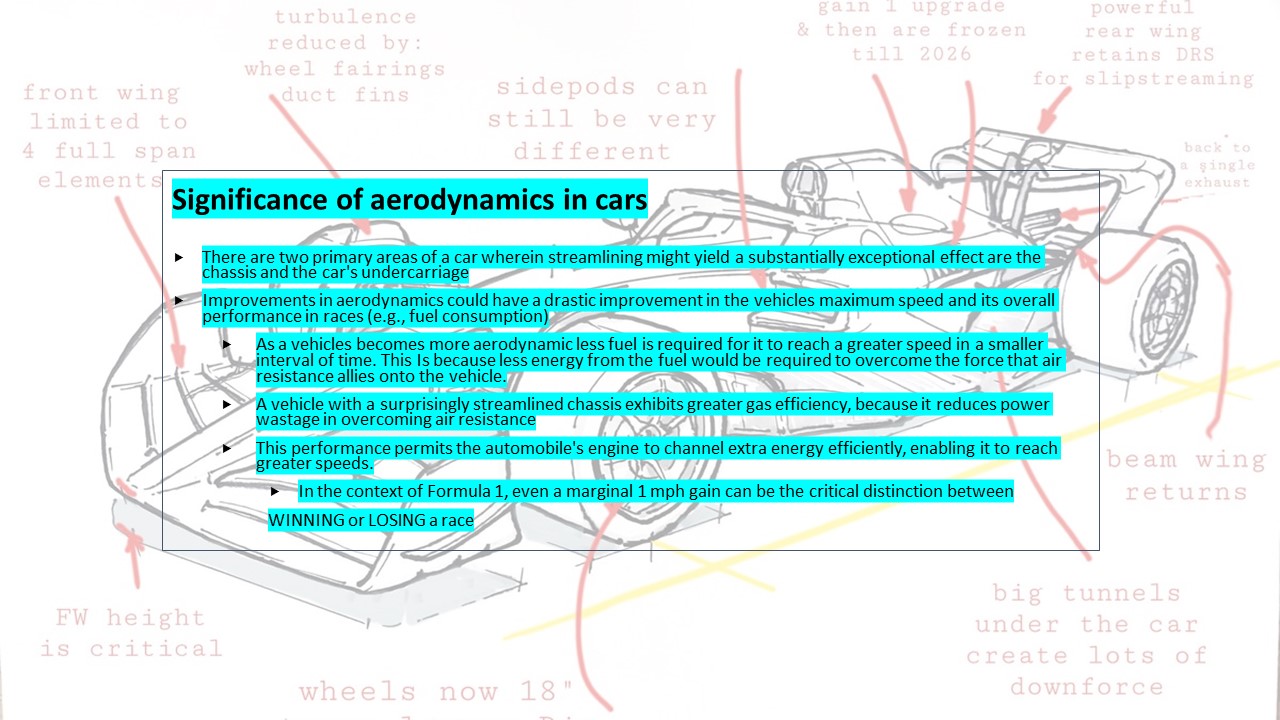 turbulence
reduced by:
wheel fairings
duct fins
gain 1 upgrade
& then are frozen
till 2026
powerful
rear wing
retains DRS
for slipstreaming
front wing
limited to
4 full span
elements
sidepods can
still be very
different
back to
a single
exhaust
Significance of aerodynamics in cars
There are two primary areas of a car wherein streamlining might yield a substantially exceptional effect are the
chassis and the car's undercarriage
Improvements in aerodynamics could have a drastic improvement in the vehicles maximum speed and its overall
performance in races (e.g., fuel consumption)
As a vehicles becomes more aerodynamic less fuel is required for it to reach a greater speed in a smaller
interval of time. This Is because less energy from the fuel would be required to overcome the force that air
resistance allies onto the vehicle.
A vehicle with a surprisingly streamlined chassis exhibits greater gas efficiency, because it reduces power
wastage in overcoming air resistance
This performance permits the automobile's engine to channel extra energy efficiently, enabling it to reach
greater speeds.
In the context of Formula 1, even a marginal 1 mph gain can be the critical distinction between
WINNING or LOSING a race
beam wing
returns
FW height
is critical
big tunnels
under the car
create lots of
downforce
wheels now 18"